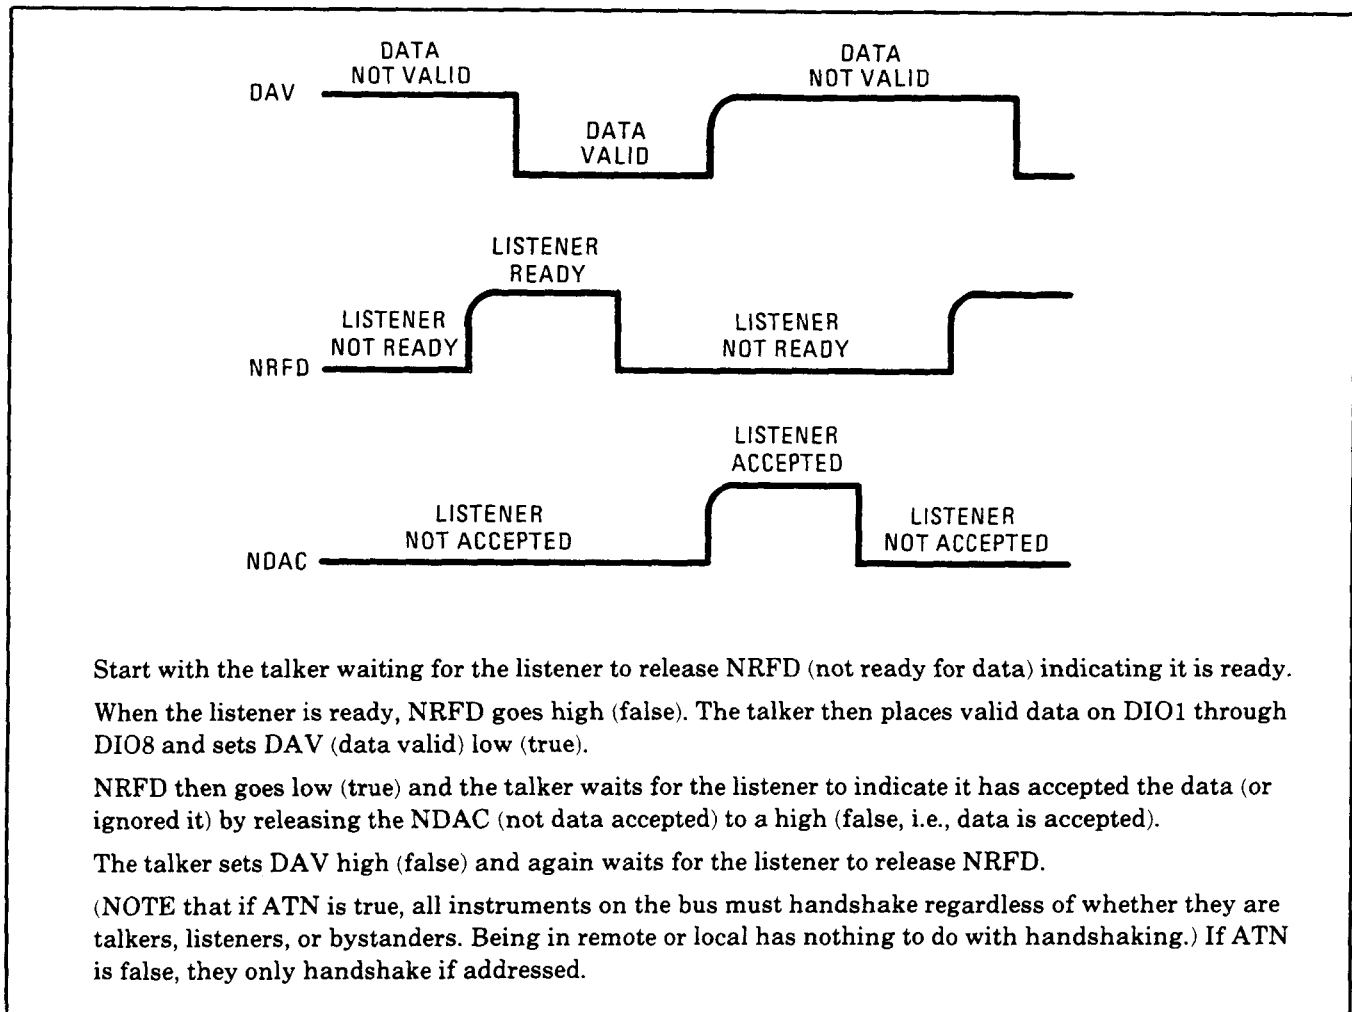 DATA
NOT VALID
DATA
NOT VALID
DAV
DATA
VALID
LISTENER
READY
LISTENER
NOT READY
LISTENER
NOT READY
NRFD
LISTENER
ACCEPTED
LISTENER
NOT ACCEPTED
LISTENER
NOT ACCEPTED
NDAC
Start with the talker waiting for the listener to release NRFD (not ready for data) indicating it is ready.
When the listener is ready, NRFD goes high (false). The talker then places valid data on DIO1 through
DIO8 and sets DAV (data valid) low (true).
NRFD then goes low (true) and the talker waits for the listener to indicate it has accepted the data (or
ignored it) by releasing the NDAC (not data accepted) to a high (false, i.e., data is accepted).
The talker sets DAV high (false) and again waits for the listener to release NRFD.
(NOTE that if ATN is true, all instruments on the bus must handshake regardless of whether they are
talkers, listeners, or bystanders. Being in remote or local has nothing to do with handshaking.) If ATN
is false, they only handshake if addressed.